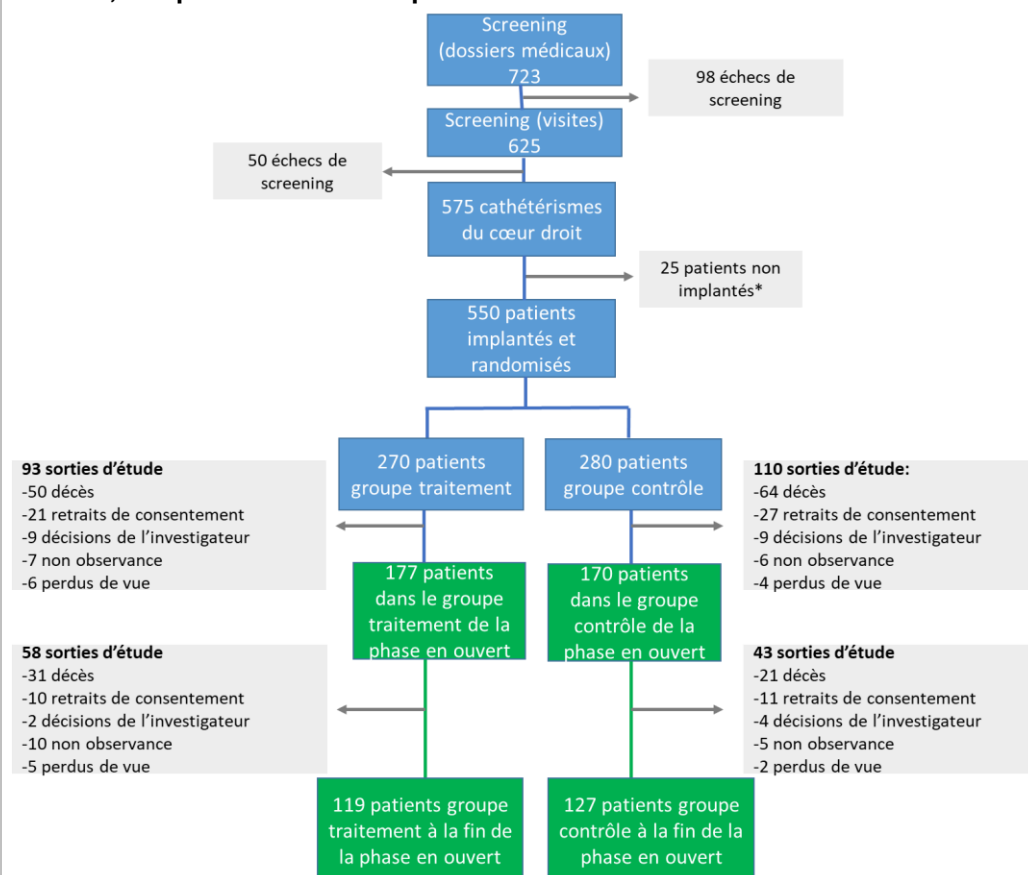 Screening
(dossiers médicaux)
723
98 échecs de
screening
Screening (visites)
625
50 échecs de
screening
575 cathétérismes
du cœur droit
25 patients non
implantés*
550 patients
implantés et
randomisés
270 patients
groupe traitement
280 patients
groupe contrôle
93 sorties d’étude
-50 décès
-21 retraits de consentement
-9 décisions de l’investigateur
-7 non observance
-6 perdus de vue
110 sorties d’étude:
-64 décès
-27 retraits de consentement
-9 décisions de l’investigateur
-6 non observance
-4 perdus de vue
177 patients
dans le groupe
traitement de la
phase en ouvert
170 patients
dans le groupe
contrôle de la
phase en ouvert
58 sorties d’étude
-31 décès
-10 retraits de consentement
-2 décisions de l’investigateur
-10 non observance
-5 perdus de vue
43 sorties d’étude
-21 décès
-11 retraits de consentement
-4 décisions de l’investigateur
-5 non observance
-2 perdus de vue
119 patients groupe
traitement à la fin de
la phase en ouvert
127 patients groupe
contrôle à la fin de la
phase en ouvert